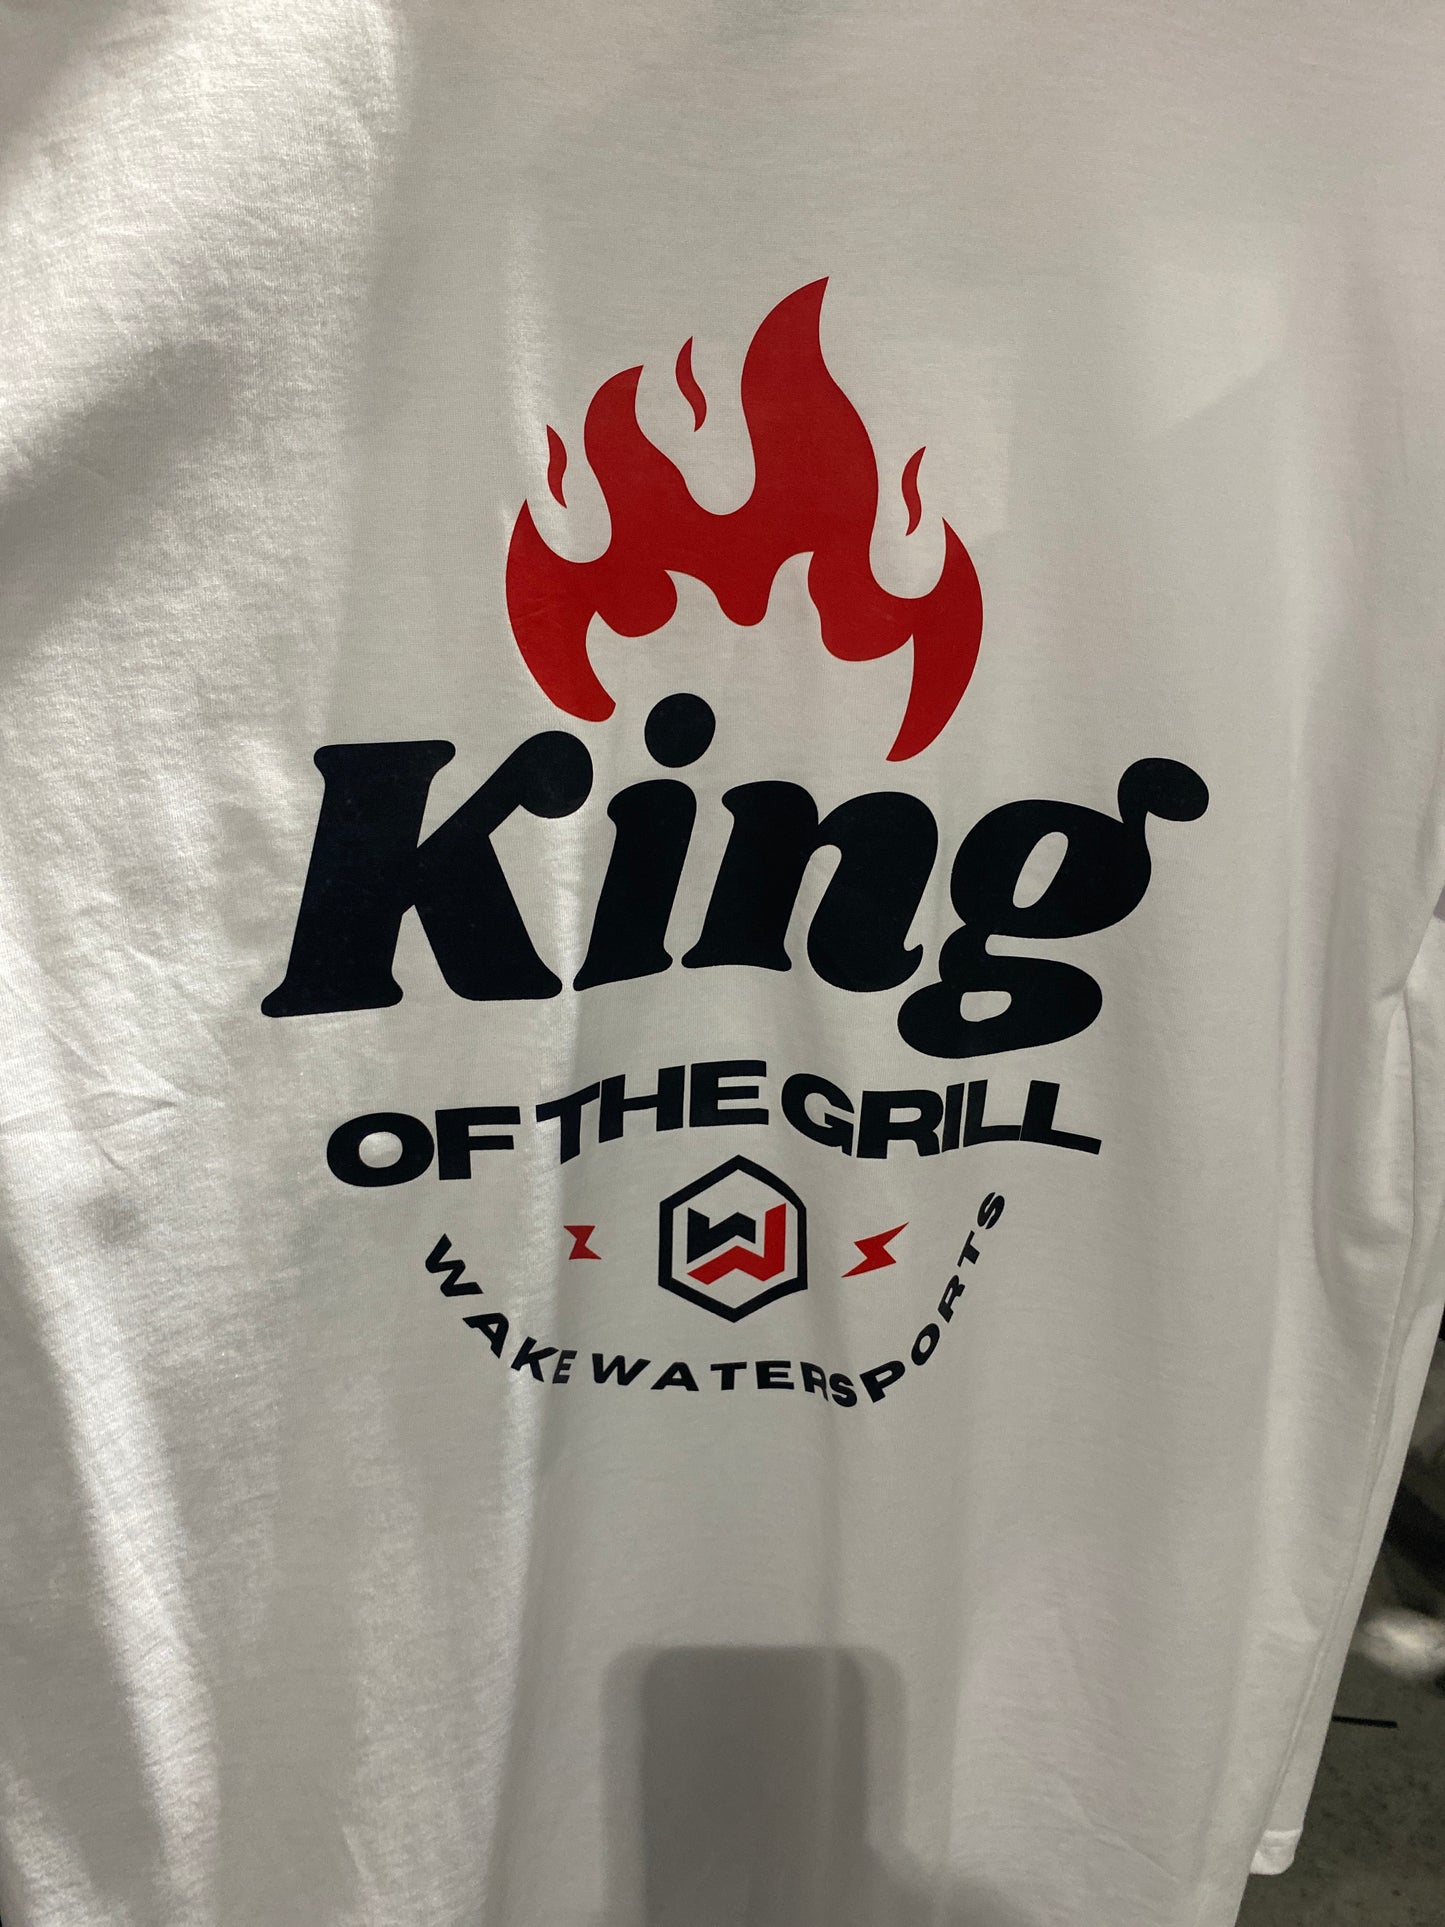 King
OF THE GRILL
W
WAKE WATERSPORTS